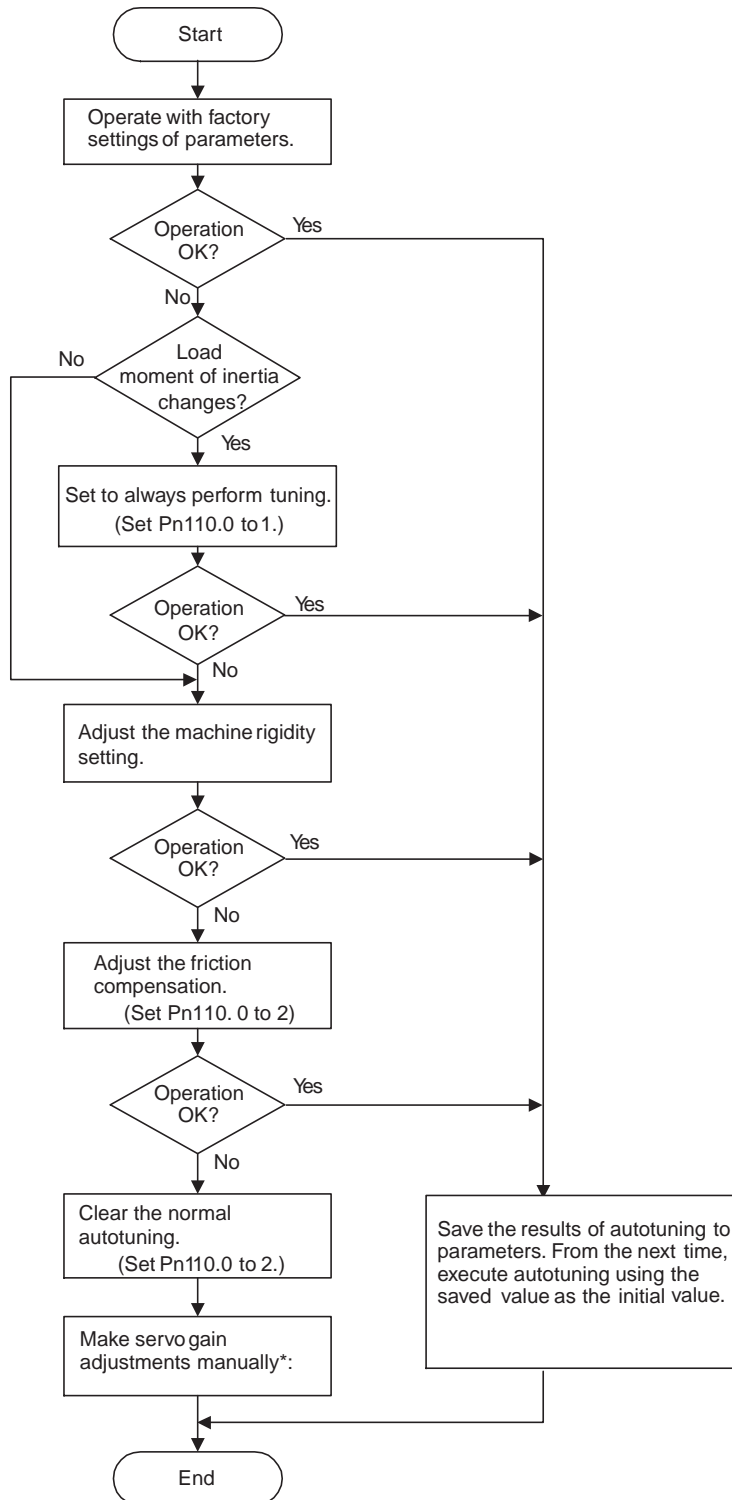 Start
Operate with factory
settings of parameters.
Operation
OK?
Yes
No
Load
moment of inertia
changes?
No
Yes
Set to always perform tuning.
(Set Pn110.0 to 1.)
Operation
OK?
Yes
No
Adjust the machine rigidity
setting.
Operation
OK?
Yes
No
Adjust the friction
compensation.
(Set Pn110. 0 to 2)
Operation
OK?
Yes
No
Clear the normal
autotuning.
(Set Pn110.0 to 2.)
Save the results of autotuning to
parameters. From the next time,
execute autotuning using the
saved value as the initial value.
Make servo gain
adjustments manually*:
End